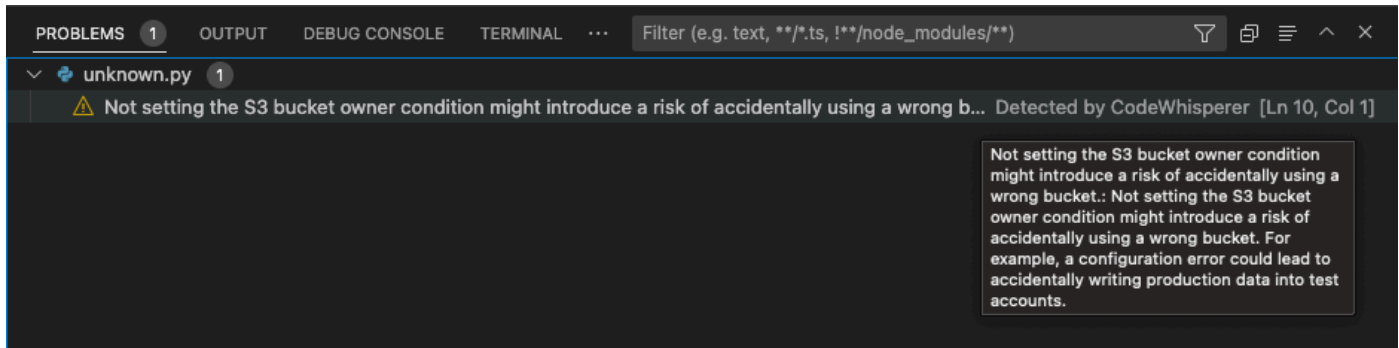 PROBLEMS 1 OUTPUT DEBUG CONSOLE TERMINAL ··· Filter (e.g. text, **/*.ts, !**/node_modules/**)
unknown.py 1
Not setting the S3 bucket owner condition might introduce a risk of accidentally using a wrong b... Detected by CodeWhisperer [Ln 10, Col 1]
Not setting the S3 bucket owner condition
might introduce a risk of accidentally using a
wrong bucket.: Not setting the S3 bucket
owner condition might introduce a risk of
accidentally using a wrong bucket. For
example, a configuration error could lead to
accidentally writing production data into test
accounts.